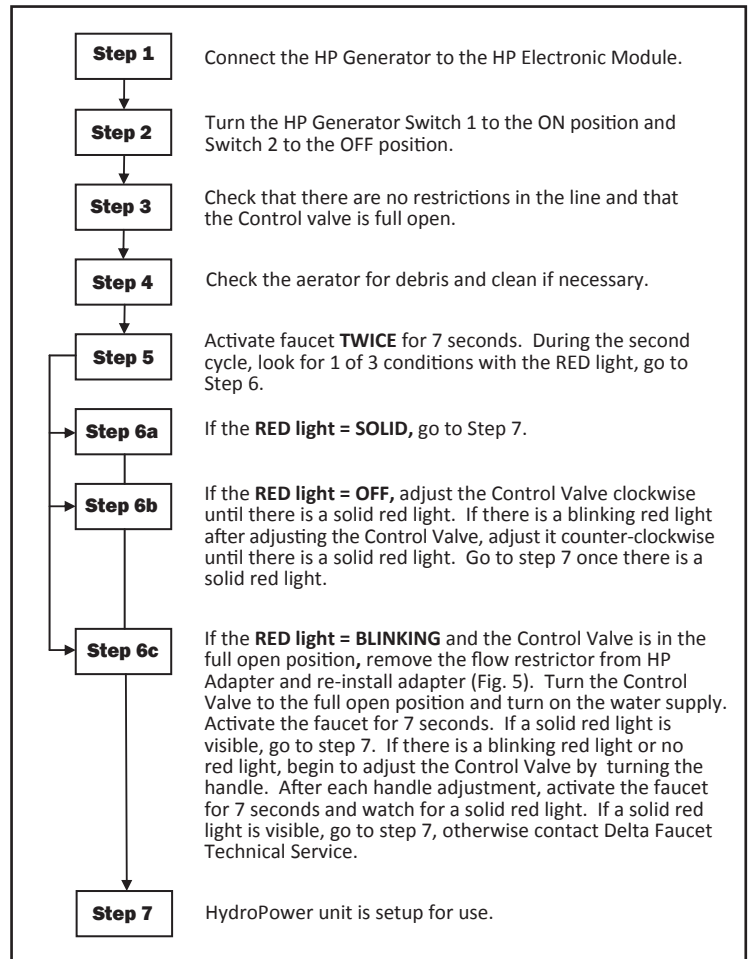 Step 1
Connect the HP Generator to the HP Electronic Module.
Step 2
Turn the HP Generator Switch 1 to the ON position and
Switch 2 to the OFF position.
Step 3
Check that there are no restrictions in the line and that
the Control valve is full open.
Step 4
Check the aerator for debris and clean if necessary.
Step 5
Activate faucet TWICE for 7 seconds.  During the second
cycle, look for 1 of 3 conditions with the RED light, go to
Step 6.
Step 6a
If the RED light = SOLID, go to Step 7.
Step 6b
If the RED light = OFF, adjust the Control Valve clockwise
until there is a solid red light.  If there is a blinking red light
after adjusting the Control Valve, adjust it counter-clockwise
until there is a solid red light.  Go to step 7 once there is a
solid red light.
Step 6c
If the RED light = BLINKING and the Control Valve is in the
full open position, remove the flow restrictor from HP
Adapter and re-install adapter (Fig. 5).  Turn the Control
Valve to the full open position and turn on the water supply.
Activate the faucet for 7 seconds.  If a solid red light is
visible, go to step 7.  If there is a blinking red light or no
red light, begin to adjust the Control Valve by  turning the
handle.  After each handle adjustment, activate the faucet
for 7 seconds and watch for a solid red light.  If a solid red
light is visible, go to step 7, otherwise contact Delta Faucet
Technical Service.
Step 7
HydroPower unit is setup for use.